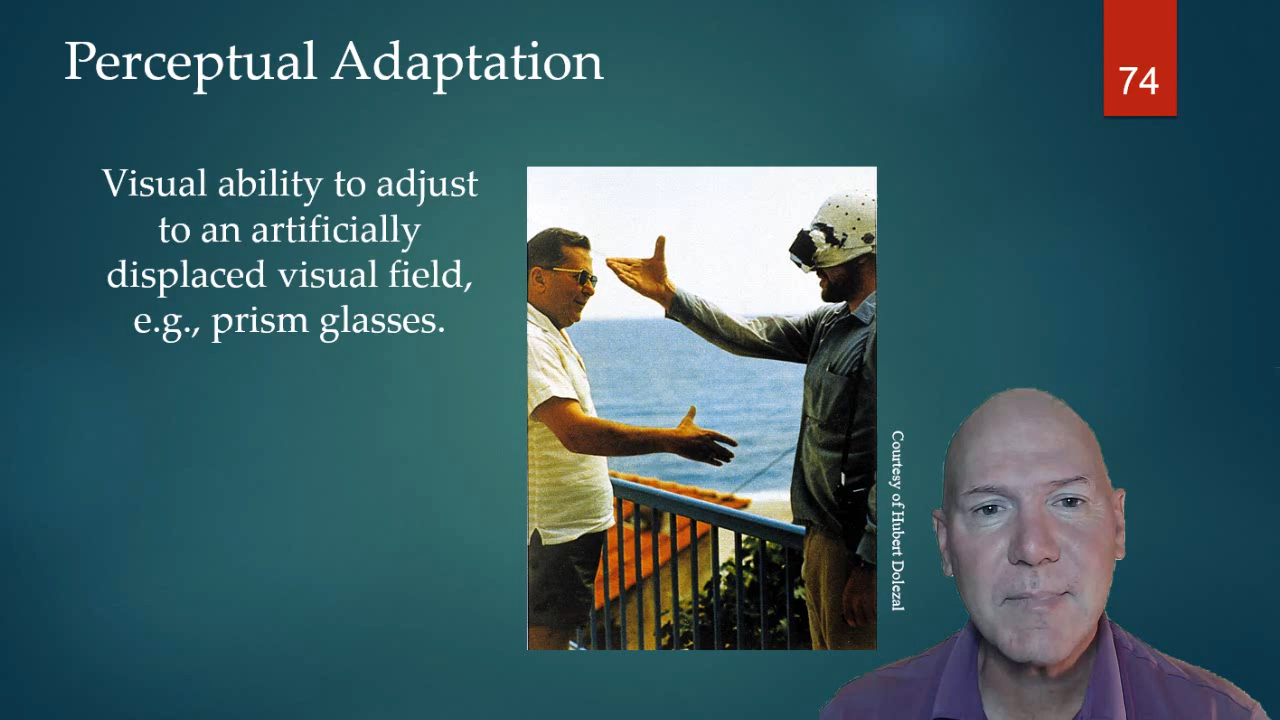 Perceptual Adaptation
74
Visual ability to adjust
to an artificially
displaced visual field,
e.g., prism glasses.
Courtesy of Hubert Dolezal